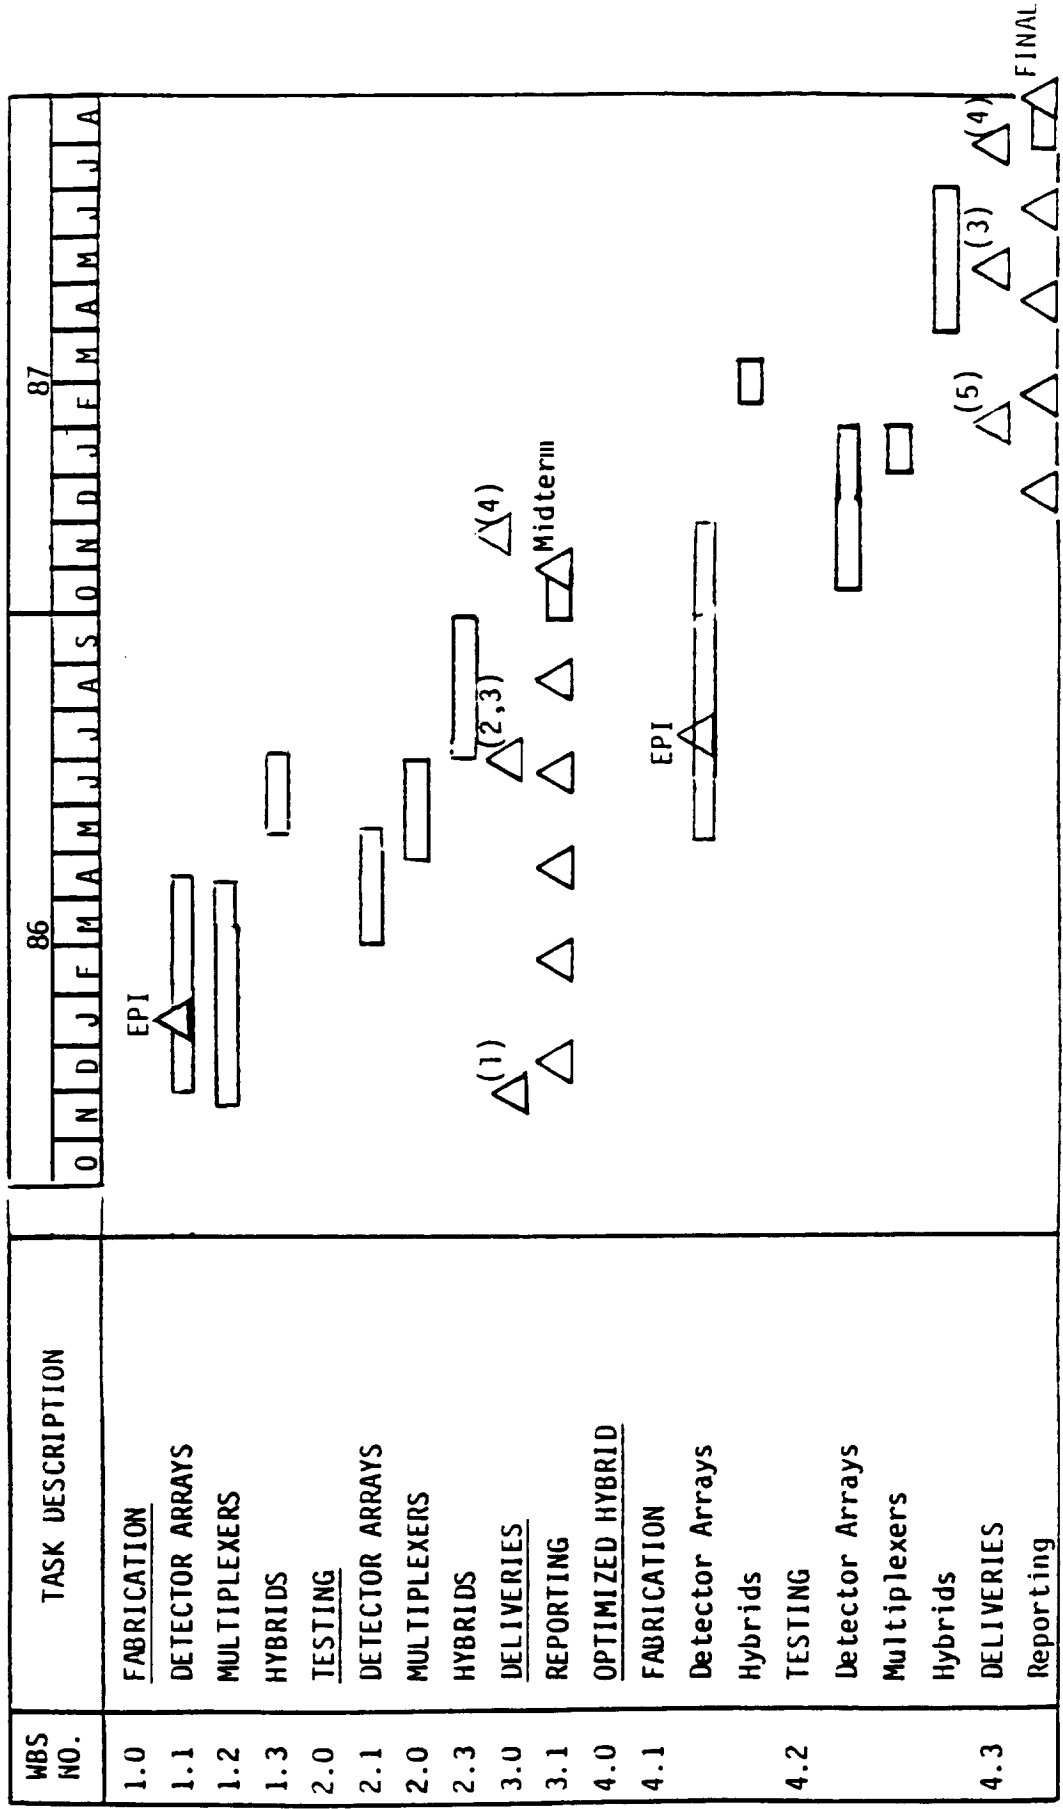 WBS NO. TASK DESCRIPTION 86 87
O N D J F M A M J J A S O N D J F M A M J J A
1.0 FABRICATION
1.1 DETECTOR ARRAYS EPI
1.2 MULTIPLEXERS
1.3 HYBRIDS
2.0 TESTING
2.1 DETECTOR ARRAYS
2.0 MULTIPLEXERS
2.3 HYBRIDS
3.0 DELIVERIES (1) (2,3) (4)
3.1 REPORTING Midterm
4.0 OPTIMIZED HYBRID
4.1 FABRICATION
Detector Arrays EPI
Hybrids
4.2 TESTING
Detector Arrays
Multiplexers
Hybrids
4.3 DELIVERIES (5) (3) (4)
Reporting FINAL